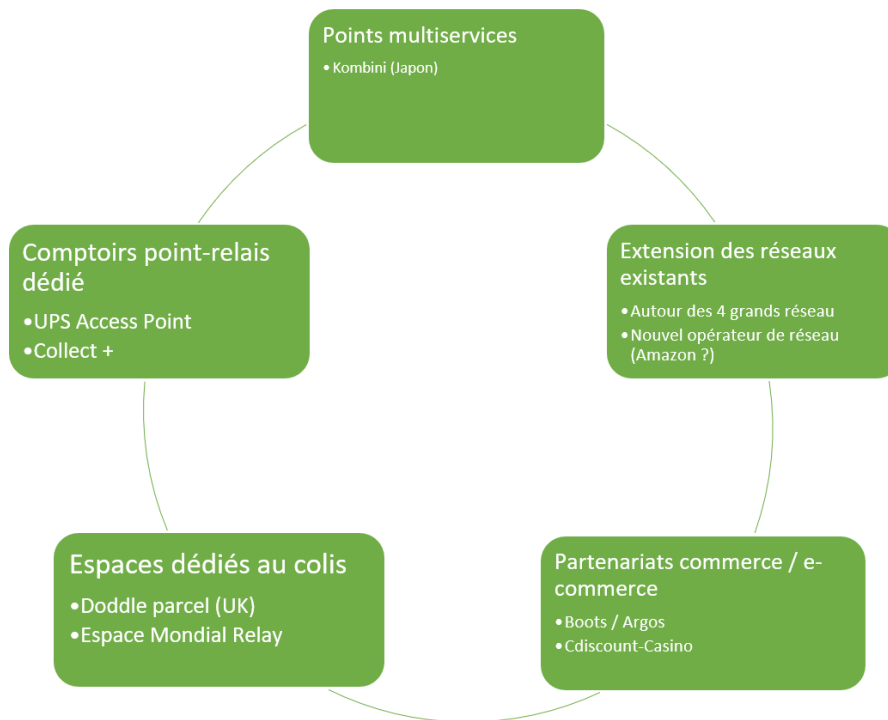 Points multiservices
• Kombini (Japon)
Extension des réseaux
existants
• Autour des 4 grands réseau
• Nouvel opérateur de réseau
(Amazon ?)
Partenariats commerce / e-
commerce
• Boots / Argos
• Cdiscount-Casino
Espaces dédiés au colis
•Doddle parcel (UK)
•Espace Mondial Relay
Comptoirs point-relais
dédié
•UPS Access Point
•Collect +